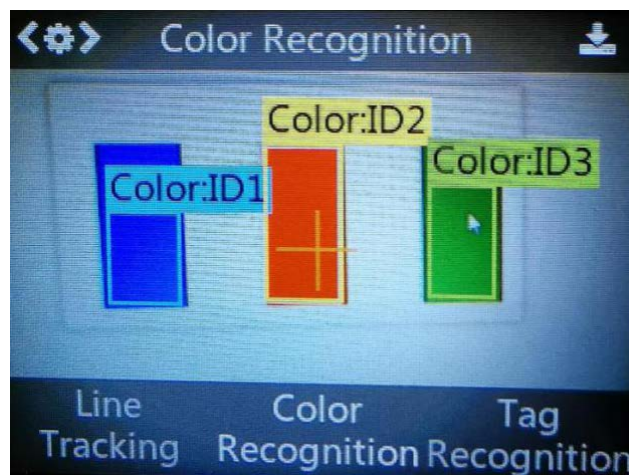 Color Recognition
Color:ID2
Color:ID3
Color:ID1
Line Tracking
Color Recognition
Tag Recognition